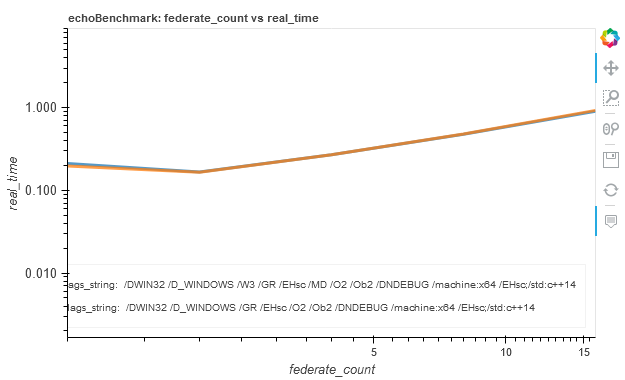 echoBenchmark: federate_count vs real_time
1.000
0.100
0.010
real_time
ags_string: /DWIN32 /D_WINDOWS /W3 /GR /EHsc /MD /O2 /Ob2 /DNDEBUG /machine:x64 /EHsc;/std:c++14
lags_string: /DWIN32 /D_WINDOWS /GR /EHsc /O2 /Ob2 /DNDEBUG /machine:x64 /EHsc;/std:c++14
5
10
15
federate_count